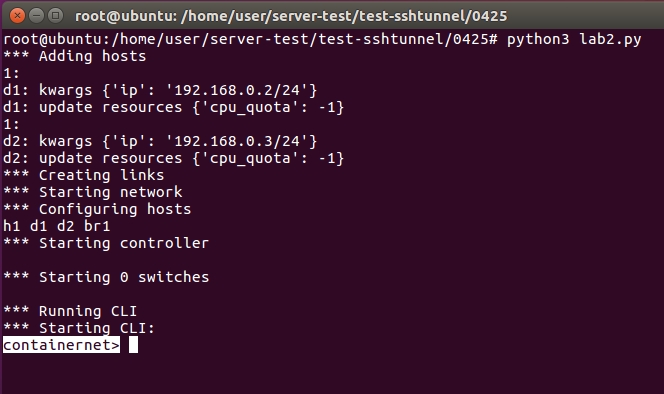 root@ubuntu: /home/user/server-test/test-sshtunnel/0425
root@ubuntu:/home/user/server-test/test-sshtunnel/0425# python3 lab2.py
*** Adding hosts
1:
d1: kwargs {'ip': '192.168.0.2/24'}
d1: update resources {'cpu_quota': -1}
1:
d2: kwargs {'ip': '192.168.0.3/24'}
d2: update resources {'cpu_quota': -1}
*** Creating links
*** Starting network
*** Configuring hosts
h1 d1 d2 br1
*** Starting controller
*** Starting 0 switches
*** Running CLI
*** Starting CLI:
containernet>